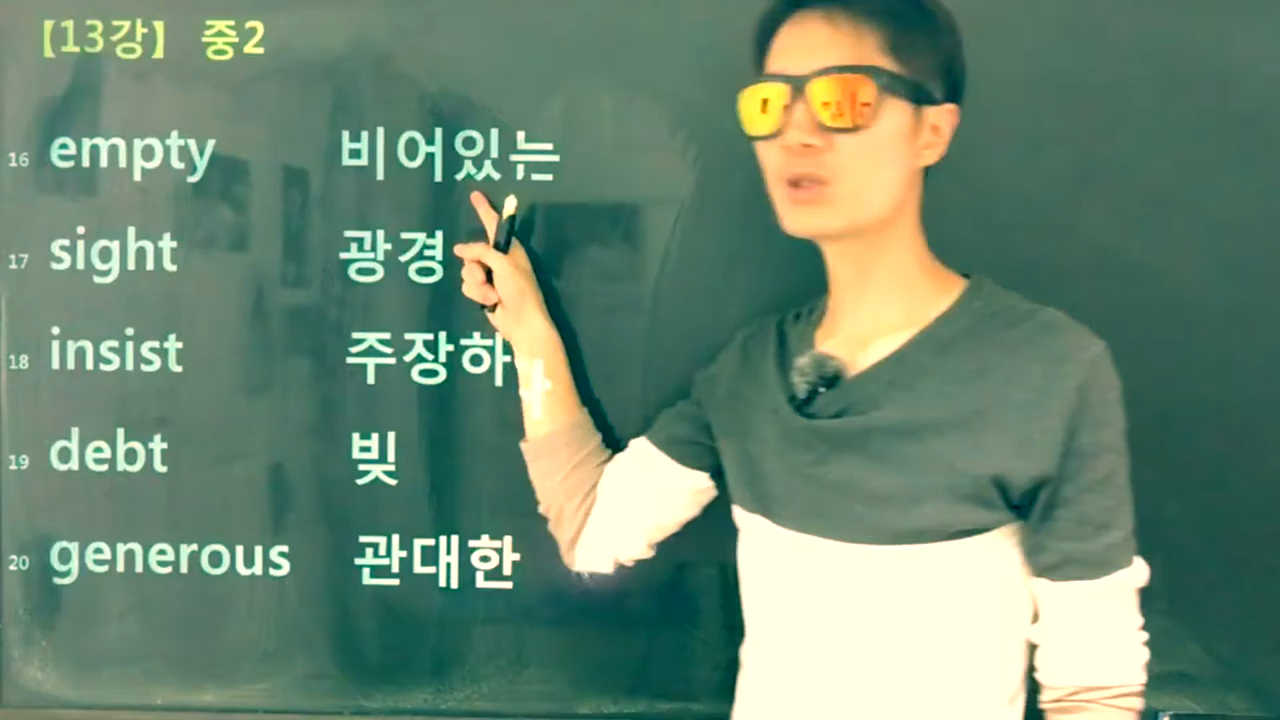 【13강】 중2
16 empty 비어있는
17 sight 광경
18 insist 주장하
19 debt 빚
20 generous 관대한